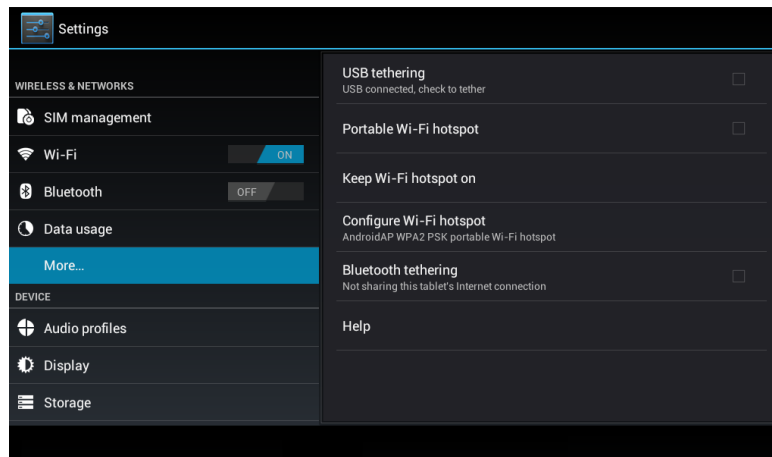 Settings
WIRELESS & NETWORKS
SIM management
Wi-Fi
ON
Bluetooth
OFF
Data usage
More...
DEVICE
Audio profiles
Display
Storage
USB tethering
USB connected, check to tether
Portable Wi-Fi hotspot
Keep Wi-Fi hotspot on
Configure Wi-Fi hotspot
AndroidAP WPA2 PSK portable Wi-Fi hotspot
Bluetooth tethering
Not sharing this tablet's Internet connection
Help